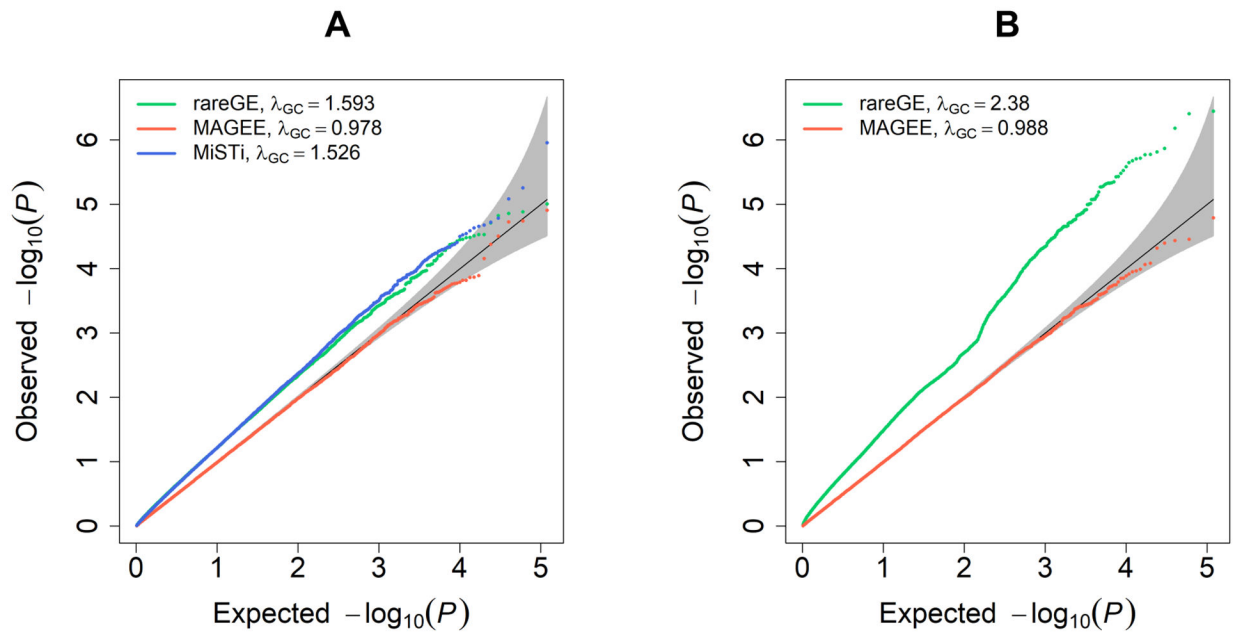 A
rareGE, λGC = 1.593
MAGEE, λGC = 0.978
MiSTi, λGC = 1.526
Observed −log10(P)
6
5
4
3
2
1
0
0 1 2 3 4 5
Expected −log10(P)
B
rareGE, λGC = 2.38
MAGEE, λGC = 0.988
Observed −log10(P)
6
5
4
3
2
1
0
0 1 2 3 4 5
Expected −log10(P)